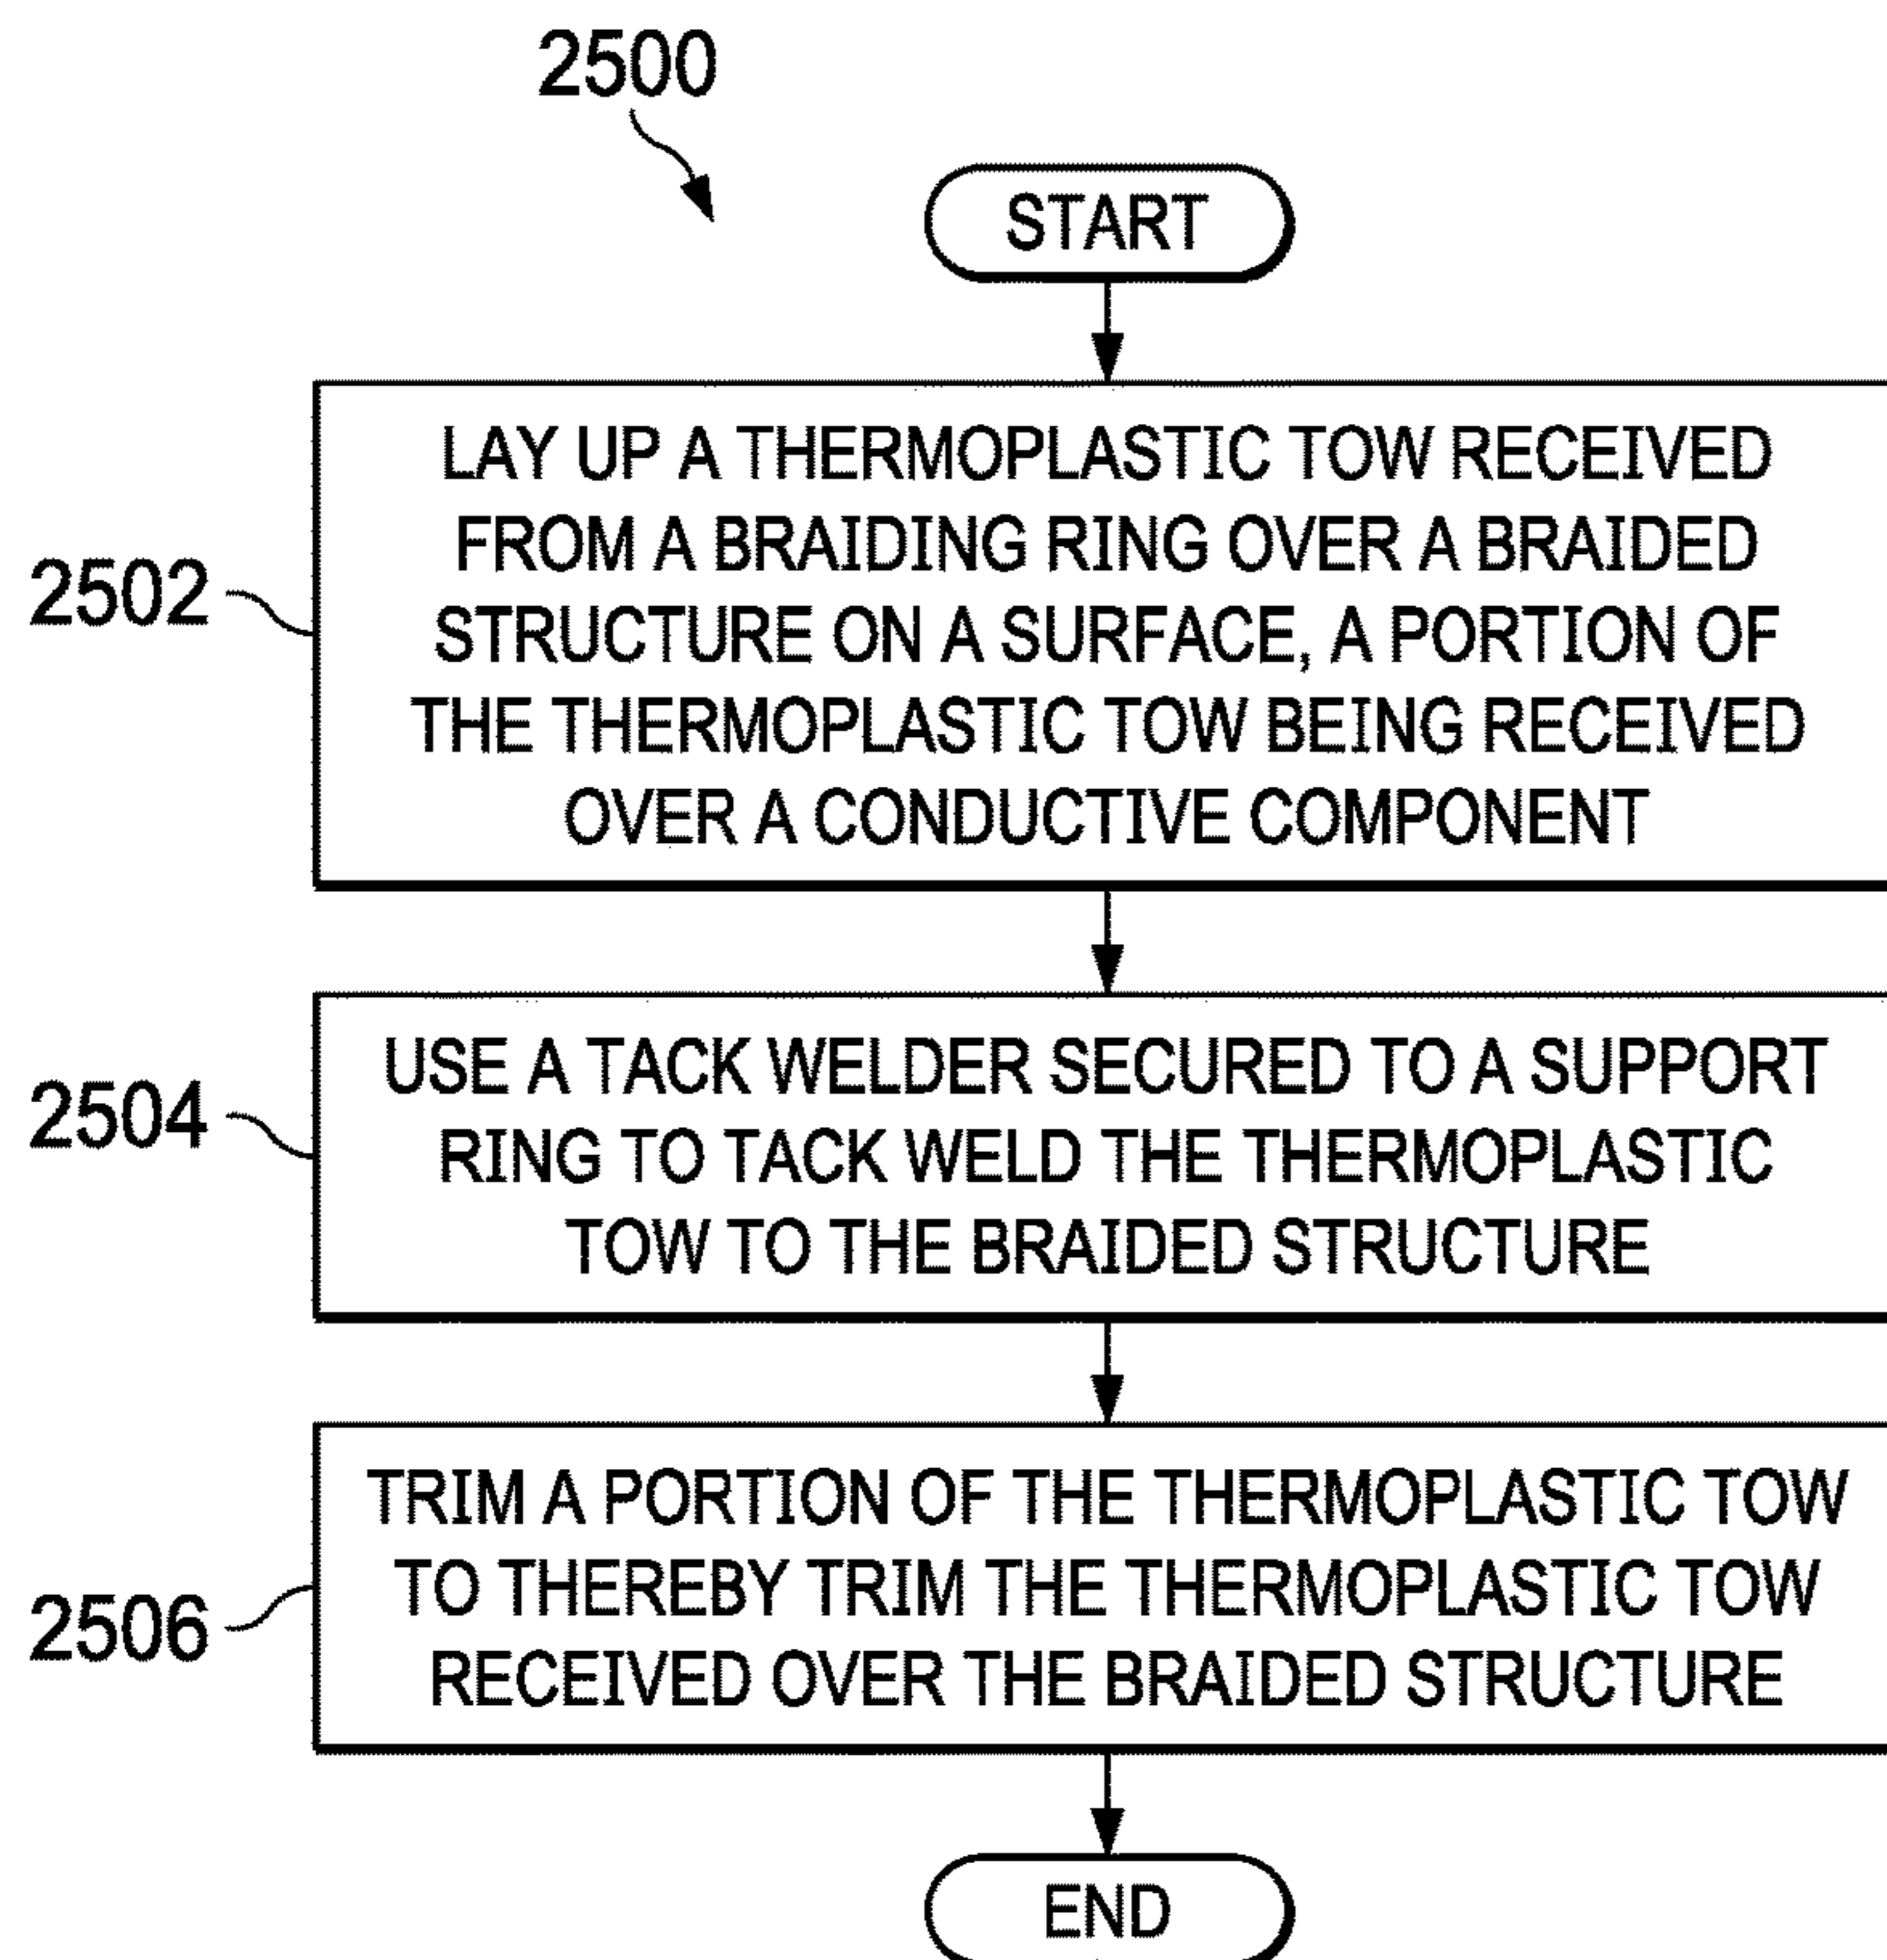 2500
START
LAY UP A THERMOPLASTIC TOW RECEIVED
FROM A BRAIDING RING OVER A BRAIDED
STRUCTURE ON A SURFACE, A PORTION OF
THE THERMOPLASTIC TOW BEING RECEIVED
OVER A CONDUCTIVE COMPONENT
2502
USE A TACK WELDER SECURED TO A SUPPORT
RING TO TACK WELD THE THERMOPLASTIC
TOW TO THE BRAIDED STRUCTURE
2504
TRIM A PORTION OF THE THERMOPLASTIC TOW
TO THEREBY TRIM THE THERMOPLASTIC TOW
RECEIVED OVER THE BRAIDED STRUCTURE
2506
END